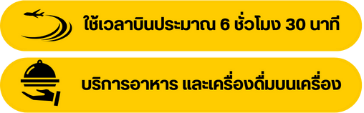 ใช้เวลาบินประมาณ 6 ชั่วโมง 30 นาที
บริการอาหาร และเครื่องดื่มบนเครื่อง